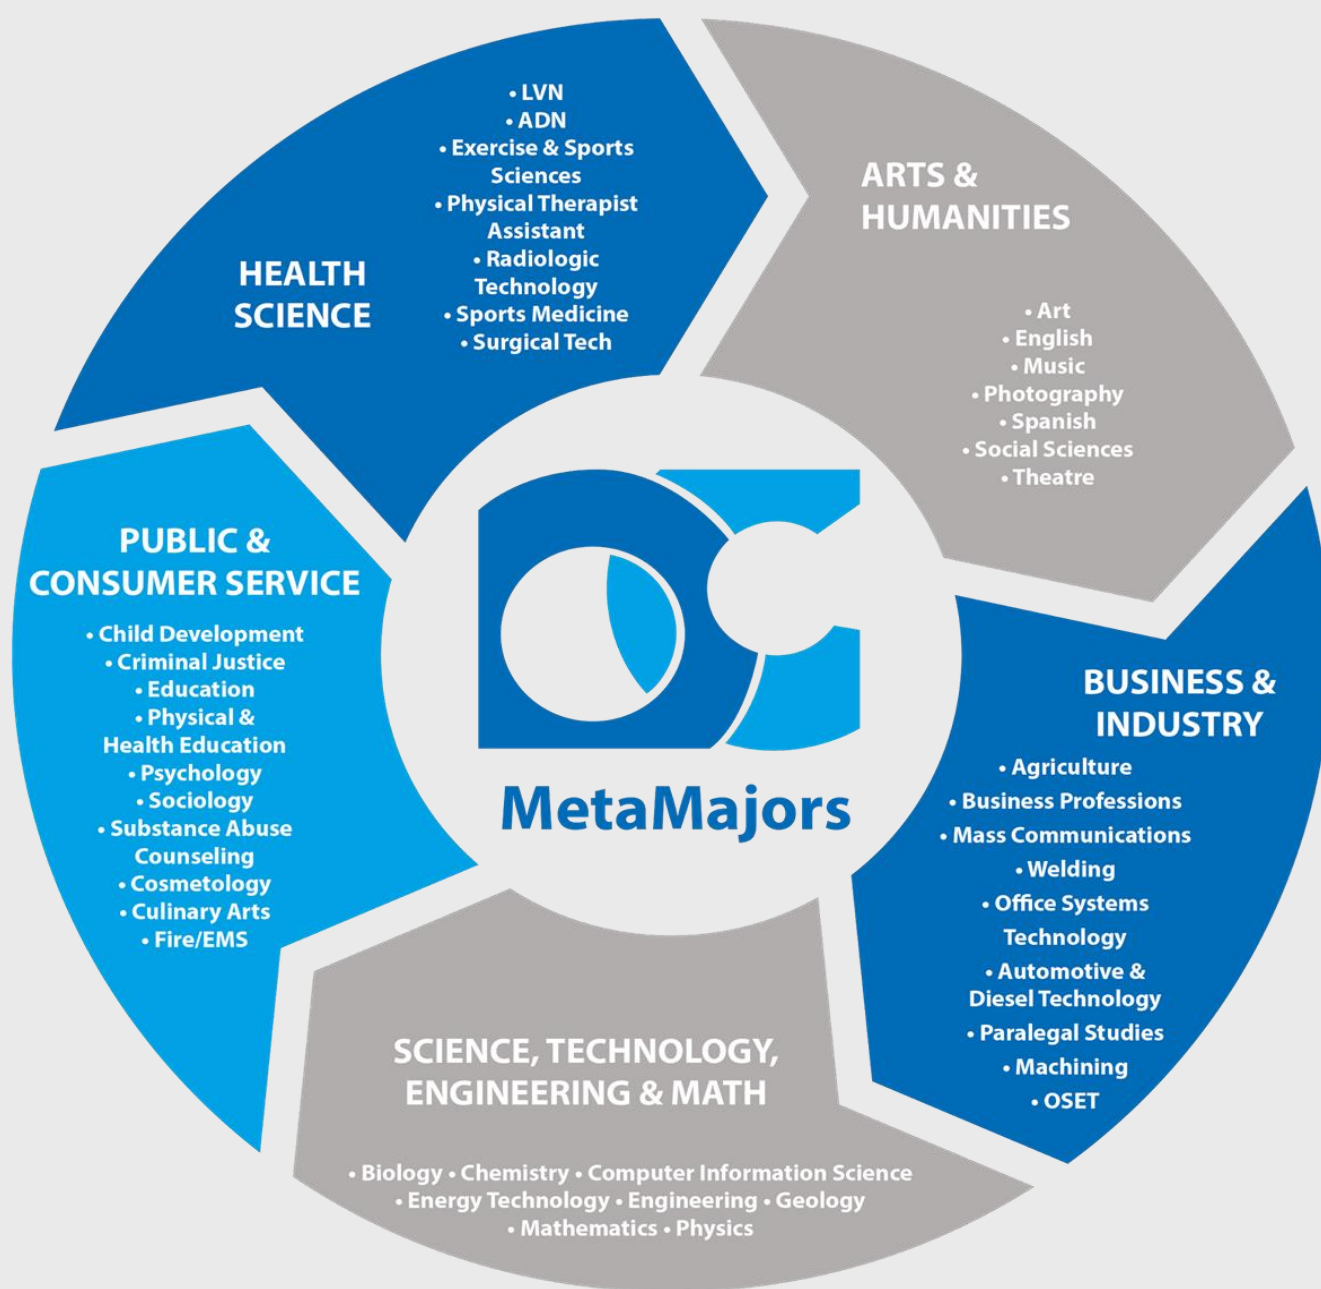 HEALTH
SCIENCE
• LVN
• ADN
• Exercise & Sports
Sciences
• Physical Therapist
Assistant
• Radiologic
Technology
• Sports Medicine
• Surgical Tech
ARTS &
HUMANITIES
• Art
• English
• Music
• Photography
• Spanish
• Social Sciences
• Theatre
BUSINESS &
INDUSTRY
• Agriculture
• Business Professions
• Mass Communications
• Welding
• Office Systems
Technology
• Automotive &
Diesel Technology
• Paralegal Studies
• Machining
• OSET
SCIENCE, TECHNOLOGY,
ENGINEERING & MATH
• Biology • Chemistry • Computer Information Science
• Energy Technology • Engineering • Geology
• Mathematics • Physics
PUBLIC &
CONSUMER SERVICE
• Child Development
• Criminal Justice
• Education
• Physical &
Health Education
• Psychology
• Sociology
• Substance Abuse
Counseling
• Cosmetology
• Culinary Arts
• Fire/EMS
DC
MetaMajors